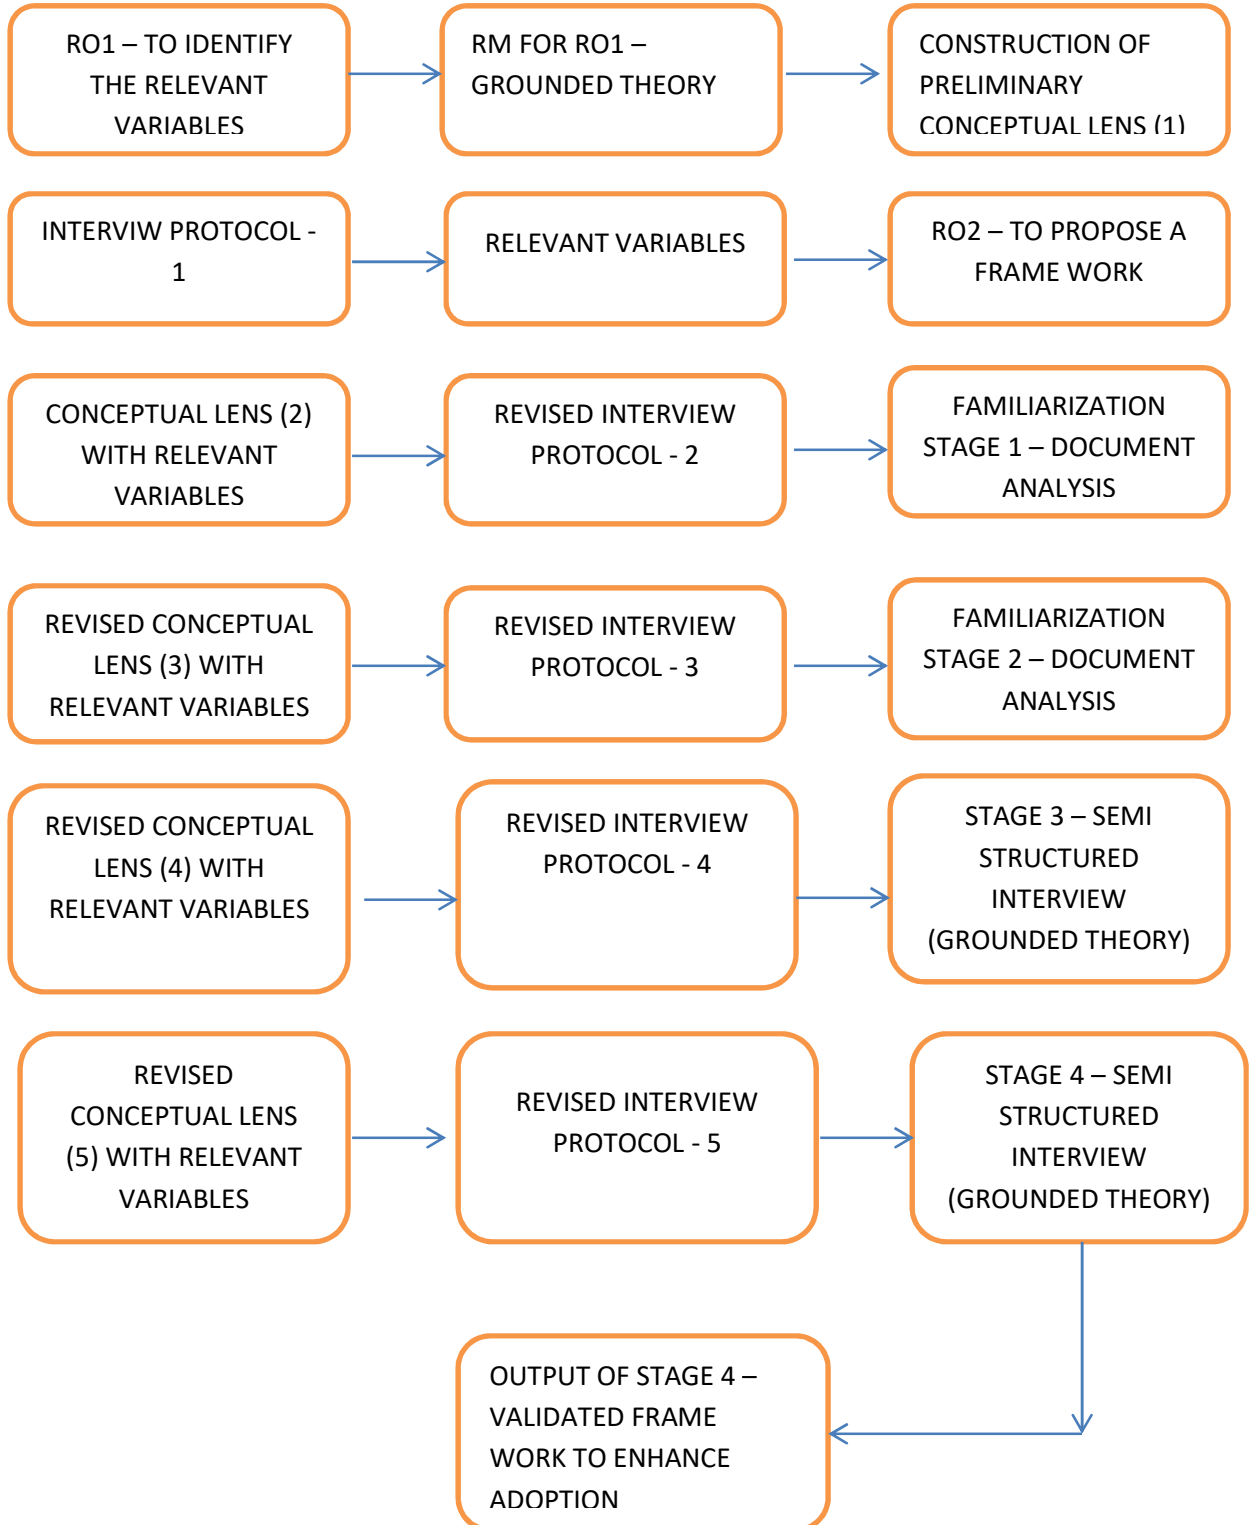 RO1 – TO IDENTIFY
THE RELEVANT
VARIABLES
RM FOR RO1 –
GROUNDED THEORY
CONSTRUCTION OF
PRELIMINARY
CONCEPTUAL LENS (1)
INTERVIW PROTOCOL -
1
RELEVANT VARIABLES
RO2 – TO PROPOSE A
FRAME WORK
CONCEPTUAL LENS (2)
WITH RELEVANT
VARIABLES
REVISED INTERVIEW
PROTOCOL - 2
FAMILIARIZATION
STAGE 1 – DOCUMENT
ANALYSIS
REVISED CONCEPTUAL
LENS (3) WITH
RELEVANT VARIABLES
REVISED INTERVIEW
PROTOCOL - 3
FAMILIARIZATION
STAGE 2 – DOCUMENT
ANALYSIS
REVISED CONCEPTUAL
LENS (4) WITH
RELEVANT VARIABLES
REVISED INTERVIEW
PROTOCOL - 4
STAGE 3 – SEMI
STRUCTURED
INTERVIEW
(GROUNDED THEORY)
REVISED
CONCEPTUAL LENS
(5) WITH RELEVANT
VARIABLES
REVISED INTERVIEW
PROTOCOL - 5
STAGE 4 – SEMI
STRUCTURED
INTERVIEW
(GROUNDED THEORY)
OUTPUT OF STAGE 4 –
VALIDATED FRAME
WORK TO ENHANCE
ADOPTION